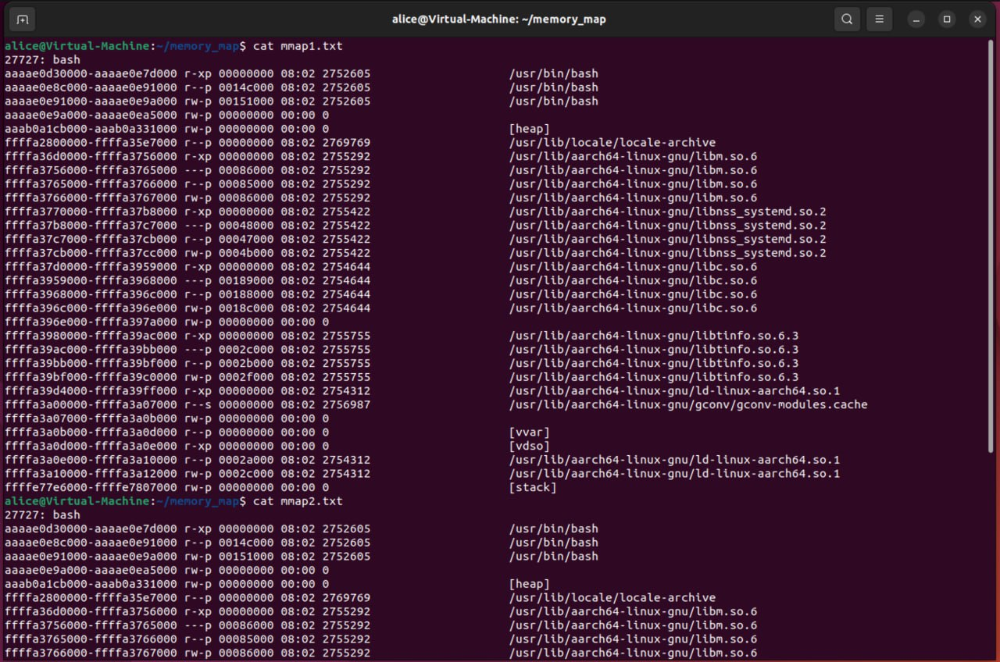 alice@Virtual-Machine: ~/memory_map
alice@Virtual-Machine:~/memory_map$ cat mmap1.txt
27727: bash
aaaae0d30000-aaaae0e7d000 r-xp 00000000 08:02 2752605 /usr/bin/bash
aaaae0e8c000-aaaae0e91000 r--p 0014c000 08:02 2752605 /usr/bin/bash
aaaae0e91000-aaaae0e9a000 rw-p 00151000 08:02 2752605 /usr/bin/bash
aaaae0e9a000-aaaae0ea5000 rw-p 00000000 00:00 0
aaab0a1cb000-aaab0a331000 rw-p 00000000 00:00 0 [heap]
ffffa2800000-ffffa35e7000 r--p 00000000 08:02 2769769 /usr/lib/locale/locale-archive
ffffa36d0000-ffffa3756000 r-xp 00000000 08:02 2755292 /usr/lib/aarch64-linux-gnu/libm.so.6
ffffa3756000-ffffa3765000 ---p 00086000 08:02 2755292 /usr/lib/aarch64-linux-gnu/libm.so.6
ffffa3765000-ffffa3766000 r--p 00085000 08:02 2755292 /usr/lib/aarch64-linux-gnu/libm.so.6
ffffa3766000-ffffa3767000 rw-p 00086000 08:02 2755292 /usr/lib/aarch64-linux-gnu/libm.so.6
ffffa3770000-ffffa37b8000 r-xp 00000000 08:02 2755422 /usr/lib/aarch64-linux-gnu/libnss_systemd.so.2
ffffa37b8000-ffffa37c7000 ---p 00048000 08:02 2755422 /usr/lib/aarch64-linux-gnu/libnss_systemd.so.2
ffffa37c7000-ffffa37cb000 r--p 00047000 08:02 2755422 /usr/lib/aarch64-linux-gnu/libnss_systemd.so.2
ffffa37cb000-ffffa37cc000 rw-p 0004b000 08:02 2755422 /usr/lib/aarch64-linux-gnu/libnss_systemd.so.2
ffffa37d0000-ffffa3959000 r-xp 00000000 08:02 2754644 /usr/lib/aarch64-linux-gnu/libc.so.6
ffffa3959000-ffffa3968000 ---p 00189000 08:02 2754644 /usr/lib/aarch64-linux-gnu/libc.so.6
ffffa3968000-ffffa396c000 r--p 00188000 08:02 2754644 /usr/lib/aarch64-linux-gnu/libc.so.6
ffffa396c000-ffffa396e000 rw-p 0018c000 08:02 2754644 /usr/lib/aarch64-linux-gnu/libc.so.6
ffffa396e000-ffffa397a000 rw-p 00000000 00:00 0
ffffa3980000-ffffa39ac000 r-xp 00000000 08:02 2755755 /usr/lib/aarch64-linux-gnu/libtinfo.so.6.3
ffffa39ac000-ffffa39bb000 ---p 0002c000 08:02 2755755 /usr/lib/aarch64-linux-gnu/libtinfo.so.6.3
ffffa39bb000-ffffa39bf000 r--p 0002b000 08:02 2755755 /usr/lib/aarch64-linux-gnu/libtinfo.so.6.3
ffffa39bf000-ffffa39c0000 rw-p 0002f000 08:02 2755755 /usr/lib/aarch64-linux-gnu/libtinfo.so.6.3
ffffa39d4000-ffffa39ff000 r-xp 00000000 08:02 2754312 /usr/lib/aarch64-linux-gnu/ld-linux-aarch64.so.1
ffffa3a00000-ffffa3a07000 r--s 00000000 08:02 2756987 /usr/lib/aarch64-linux-gnu/gconv/gconv-modules.cache
ffffa3a07000-ffffa3a0b000 rw-p 00000000 00:00 0
ffffa3a0b000-ffffa3a0d000 r--p 00000000 00:00 0 [vvar]
ffffa3a0d000-ffffa3a0e000 r-xp 00000000 00:00 0 [vdso]
ffffa3a0e000-ffffa3a10000 r--p 0002a000 08:02 2754312 /usr/lib/aarch64-linux-gnu/ld-linux-aarch64.so.1
ffffa3a10000-ffffa3a12000 rw-p 0002c000 08:02 2754312 /usr/lib/aarch64-linux-gnu/ld-linux-aarch64.so.1
ffffe77e6000-ffffe7807000 rw-p 00000000 00:00 0 [stack]
alice@Virtual-Machine:~/memory_map$ cat mmap2.txt
27727: bash
aaaae0d30000-aaaae0e7d000 r-xp 00000000 08:02 2752605 /usr/bin/bash
aaaae0e8c000-aaaae0e91000 r--p 0014c000 08:02 2752605 /usr/bin/bash
aaaae0e91000-aaaae0e9a000 rw-p 00151000 08:02 2752605 /usr/bin/bash
aaaae0e9a000-aaaae0ea5000 rw-p 00000000 00:00 0
aaab0a1cb000-aaab0a331000 rw-p 00000000 00:00 0 [heap]
ffffa2800000-ffffa35e7000 r--p 00000000 08:02 2769769 /usr/lib/locale/locale-archive
ffffa36d0000-ffffa3756000 r-xp 00000000 08:02 2755292 /usr/lib/aarch64-linux-gnu/libm.so.6
ffffa3756000-ffffa3765000 ---p 00086000 08:02 2755292 /usr/lib/aarch64-linux-gnu/libm.so.6
ffffa3765000-ffffa3766000 r--p 00085000 08:02 2755292 /usr/lib/aarch64-linux-gnu/libm.so.6
ffffa3766000-ffffa3767000 rw-p 00086000 08:02 2755292 /usr/lib/aarch64-linux-gnu/libm.so.6